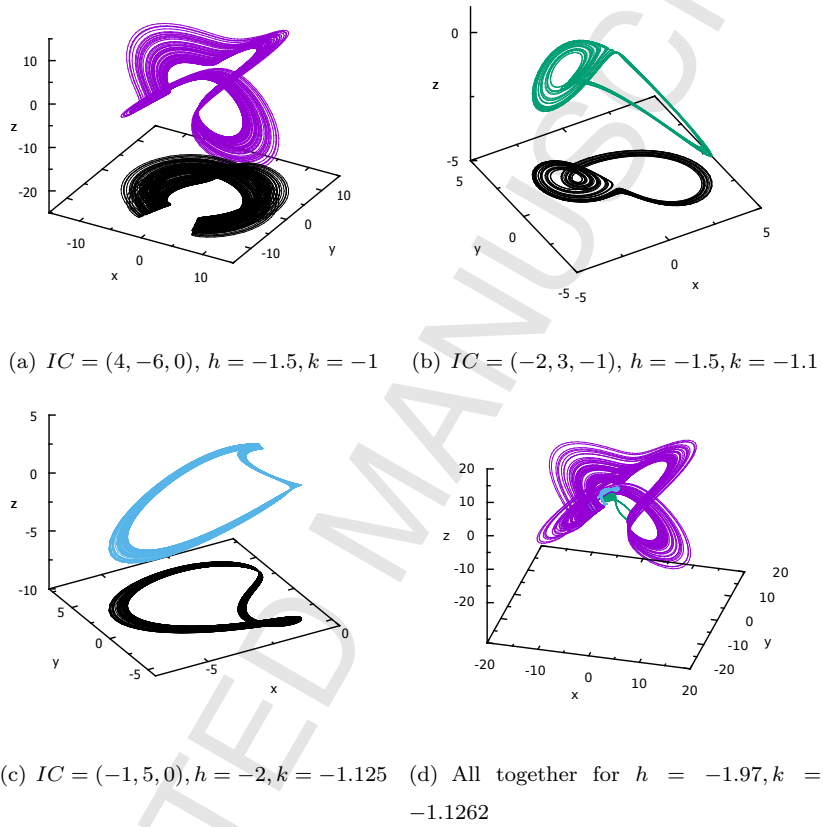 10
0
z
-10
-20
-10
0
10
x
-10
0
10
y
0
z
-5
5
0
y
-5
-5
0
5
x
(a) IC = (4, −6, 0), h = −1.5, k = −1
(b) IC = (−2, 3, −1), h = −1.5, k = −1.1
5
0
z
-5
-10
5
0
y
-5
-5
0
x
20
10
z
0
-10
-20
-20
-10
0
10
20
x
20
10
0
y
-10
-20
(c) IC = (−1, 5, 0), h = −2, k = −1.125
(d) All together for h = −1.97, k =
−1.1262
TED MANUSC